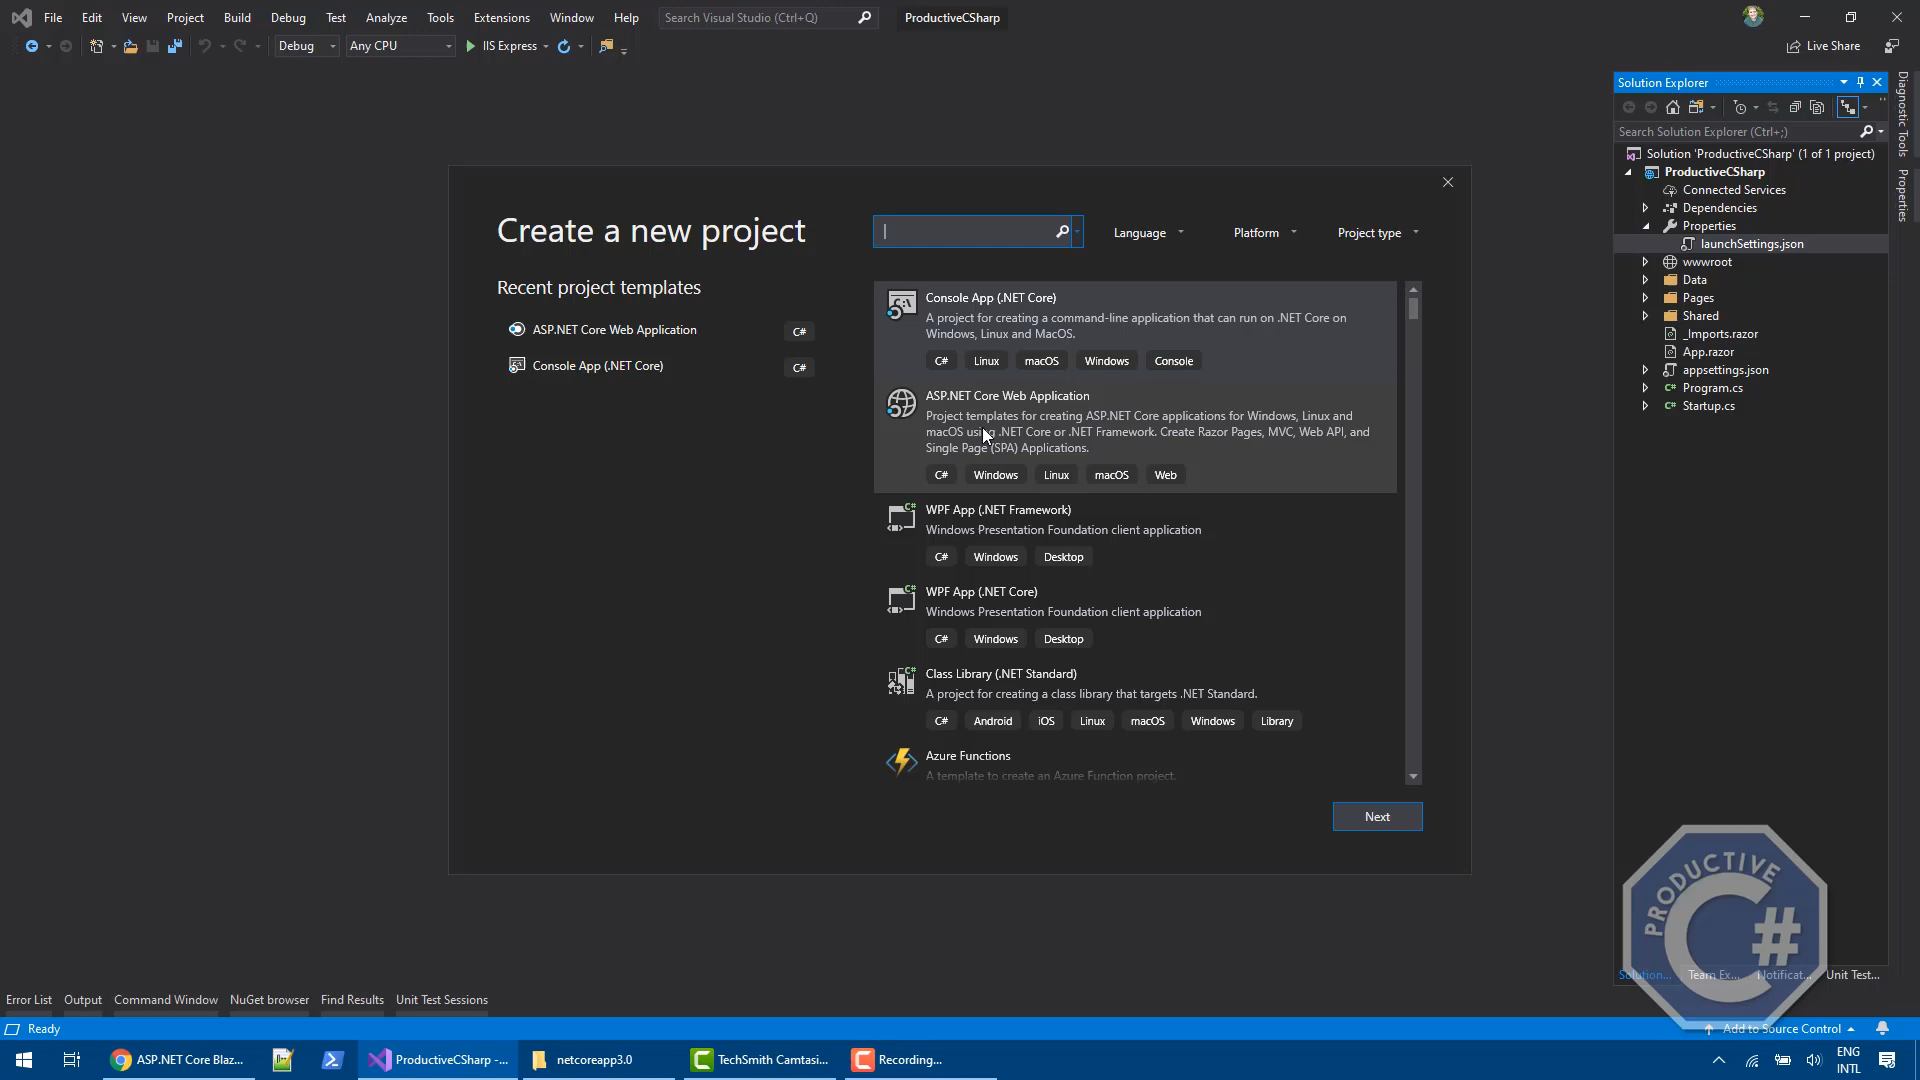 File Edit View Project Build Debug Test Analyze Tools Extensions Window Help Search Visual Studio (Ctrl+Q) ProductiveCSharp
Debug Any CPU IIS Express Live Share
Solution Explorer
Search Solution Explorer (Ctrl+;)
Solution 'ProductiveCSharp' (1 of 1 project)
ProductiveCSharp
Connected Services
Dependencies
Properties
launchSettings.json
wwwroot
Data
Pages
Shared
_Imports.razor
App.razor
appsettings.json
Program.cs
Startup.cs
Diagnostic Tools
Properties
Create a new project
Language Platform Project type
Recent project templates
ASP.NET Core Web Application C#
Console App (.NET Core) C#
Console App (.NET Core)
A project for creating a command-line application that can run on .NET Core on
Windows, Linux and MacOS.
C# Linux macOS Windows Console
ASP.NET Core Web Application
Project templates for creating ASP.NET Core applications for Windows, Linux and
macOS using .NET Core or .NET Framework. Create Razor Pages, MVC, Web API, and
Single Page (SPA) Applications.
C# Windows Linux macOS Web
WPF App (.NET Framework)
Windows Presentation Foundation client application
C# Windows Desktop
WPF App (.NET Core)
Windows Presentation Foundation client application
C# Windows Desktop
Class Library (.NET Standard)
A project for creating a class library that targets .NET Standard.
C# Android iOS Linux macOS Windows Library
Azure Functions
A template to create an Azure Function project.
Next
PRODUCTIVE
C#
Solution... Team Ex... Notificat... Unit Test...
Error List Output Command Window NuGet browser Find Results Unit Test Sessions
Ready Add to Source Control
ASP.NET Core Blaz... ProductiveCSharp -... netcoreapp3.0 TechSmith Camtasi... Recording...
ENG
INTL